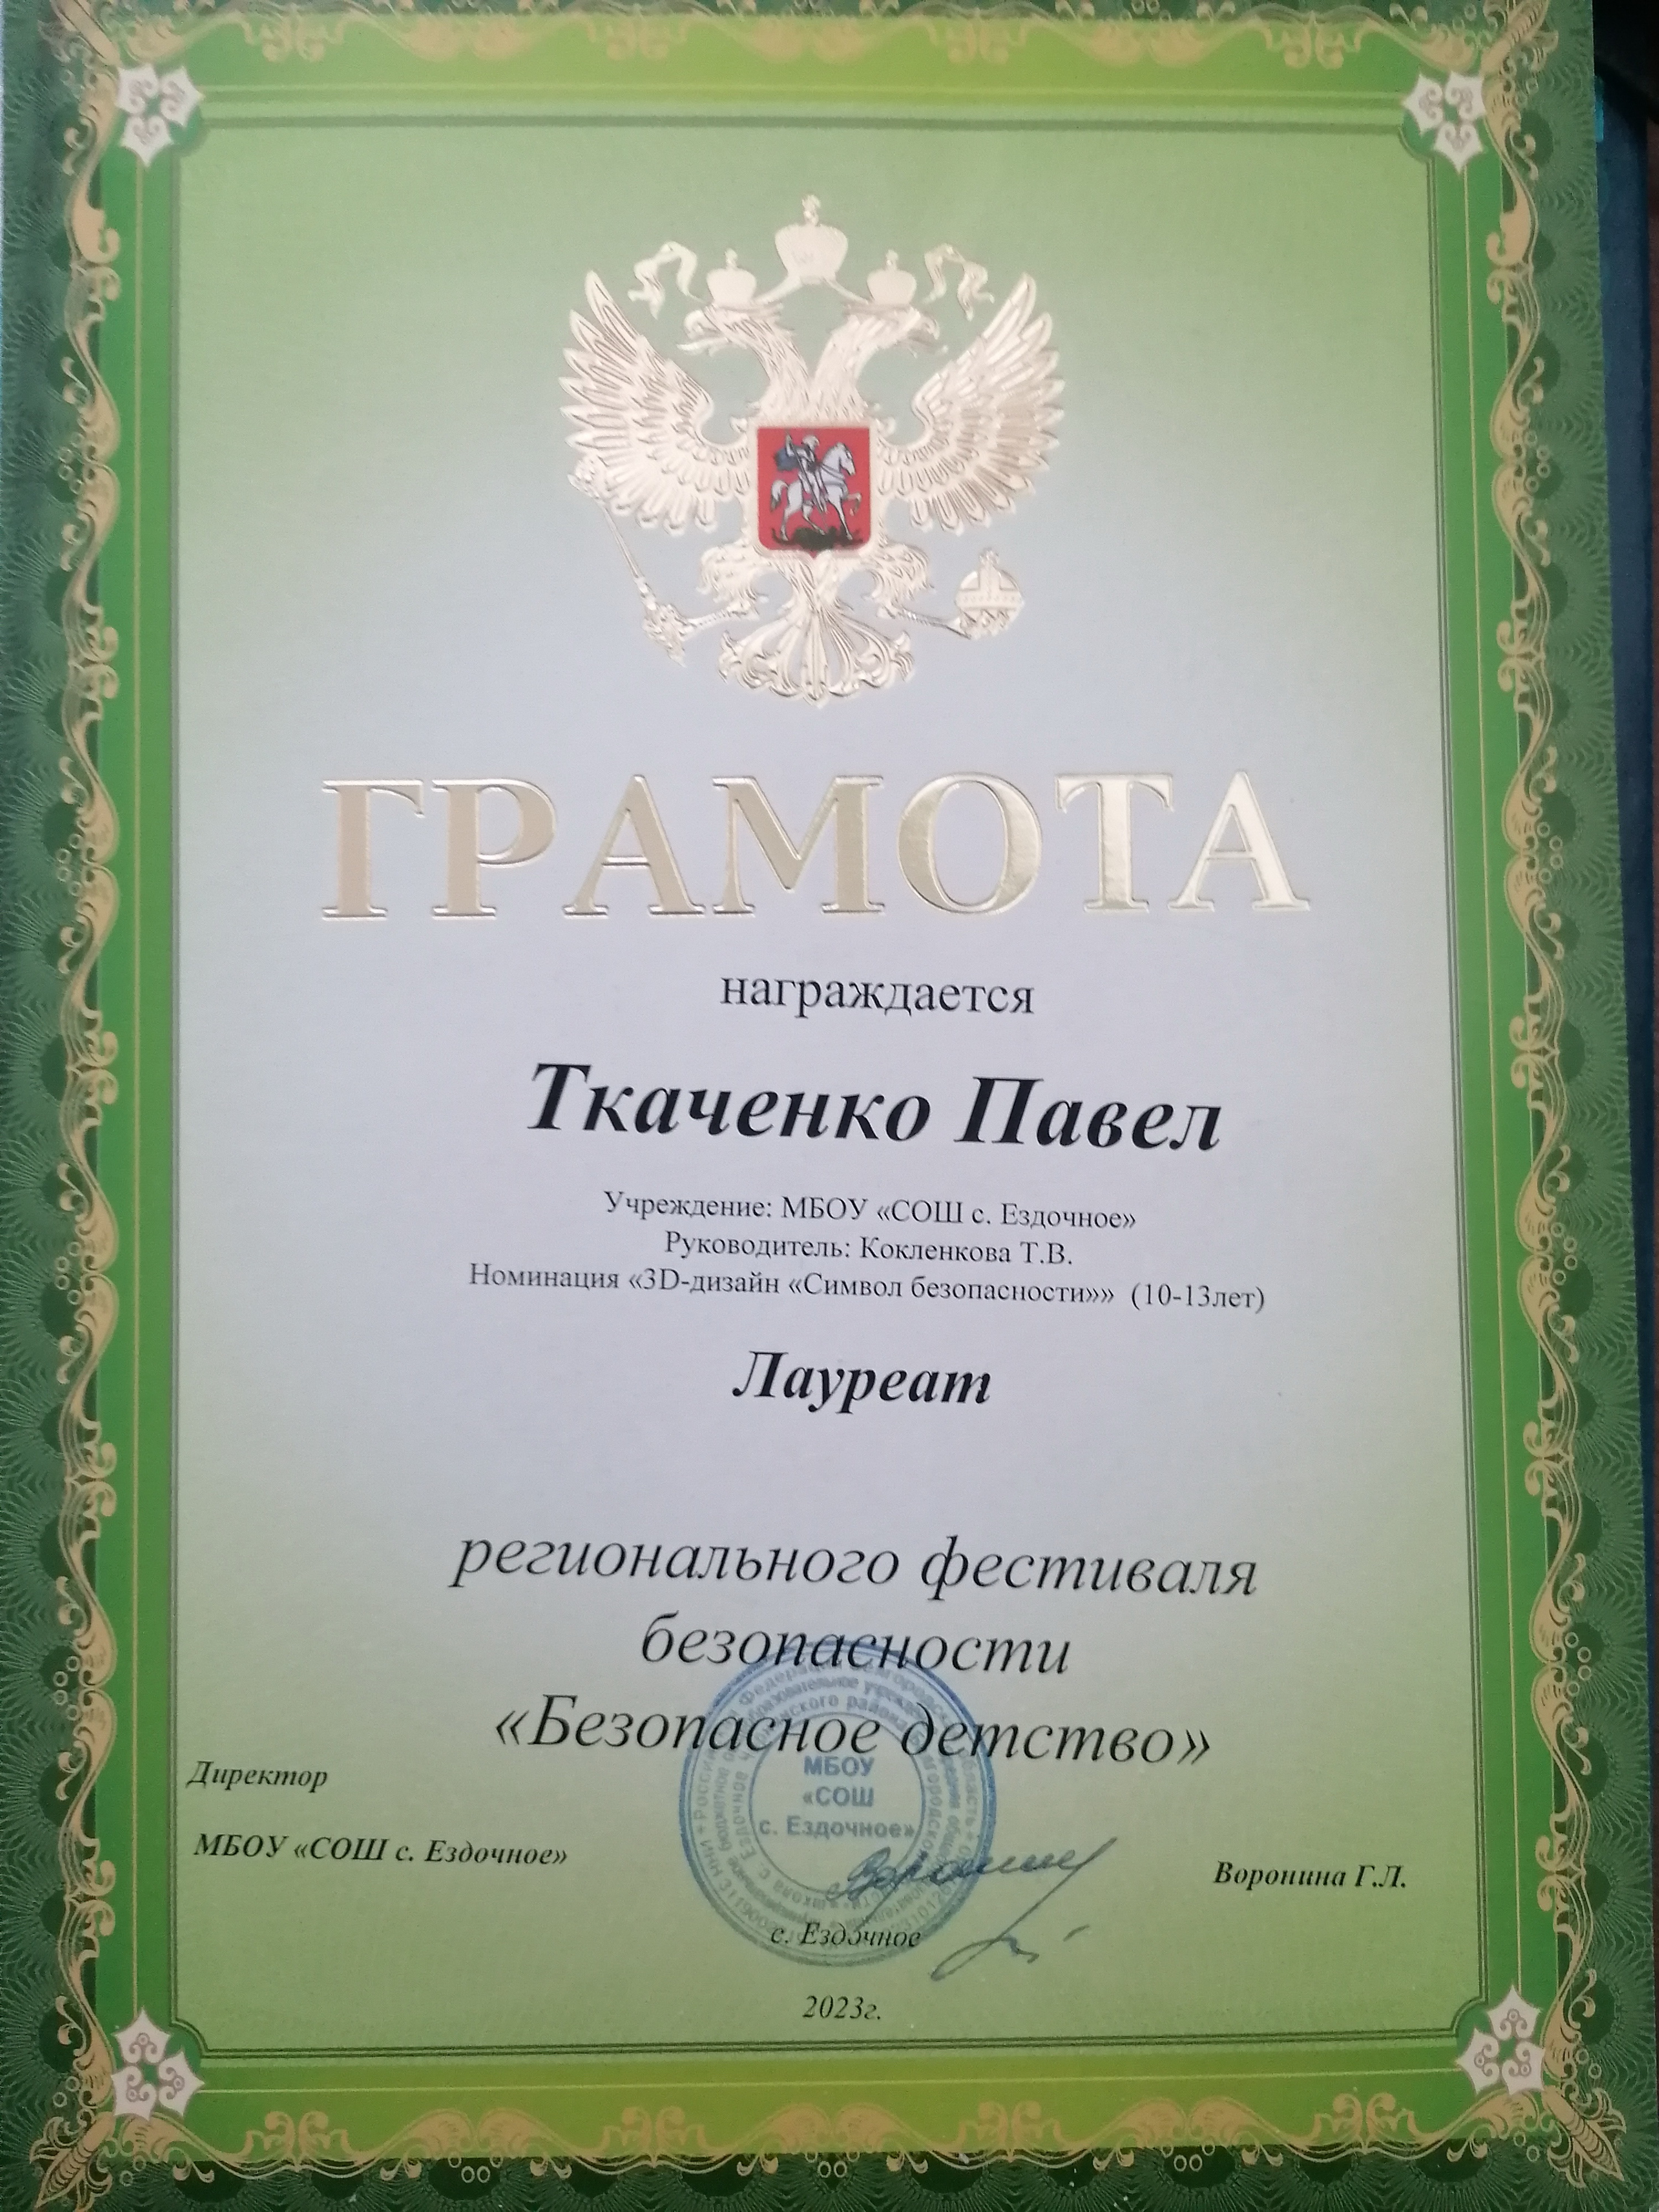 ГРАМОТА
награждается
Ткаченко Павел
Учреждение: МБОУ «СОШ с. Ездочное»
Руководитель: Кокленкова Т.В.
Номинация «3D-дизайн «Символ безопасности»» (10-13лет)
Лауреат
регионального фестиваля
безопасности
«Безопасное детство»
Директор
МБОУ «СОШ с. Ездочное»
Воронина Г.Л.
МБОУ
«СОШ
с. Ездочное»
с. Ездочное
2023г.